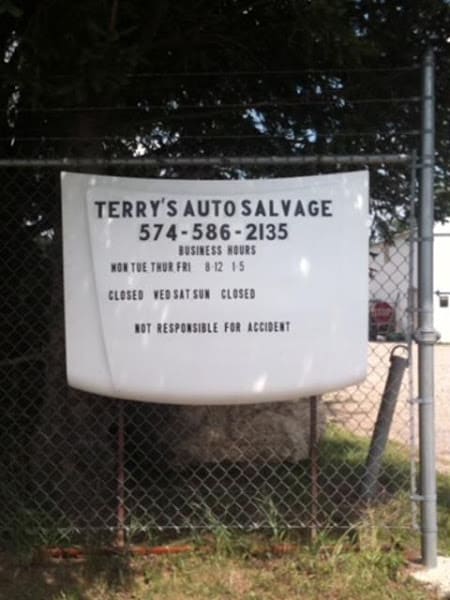 TERRY'S AUTO SALVAGE
574-586-2135
BUSINESS HOURS
MON TUE THUR FRI 8-12 1-5
CLOSED WED SAT SUN CLOSED
NOT RESPONSIBLE FOR ACCIDENT
STOP